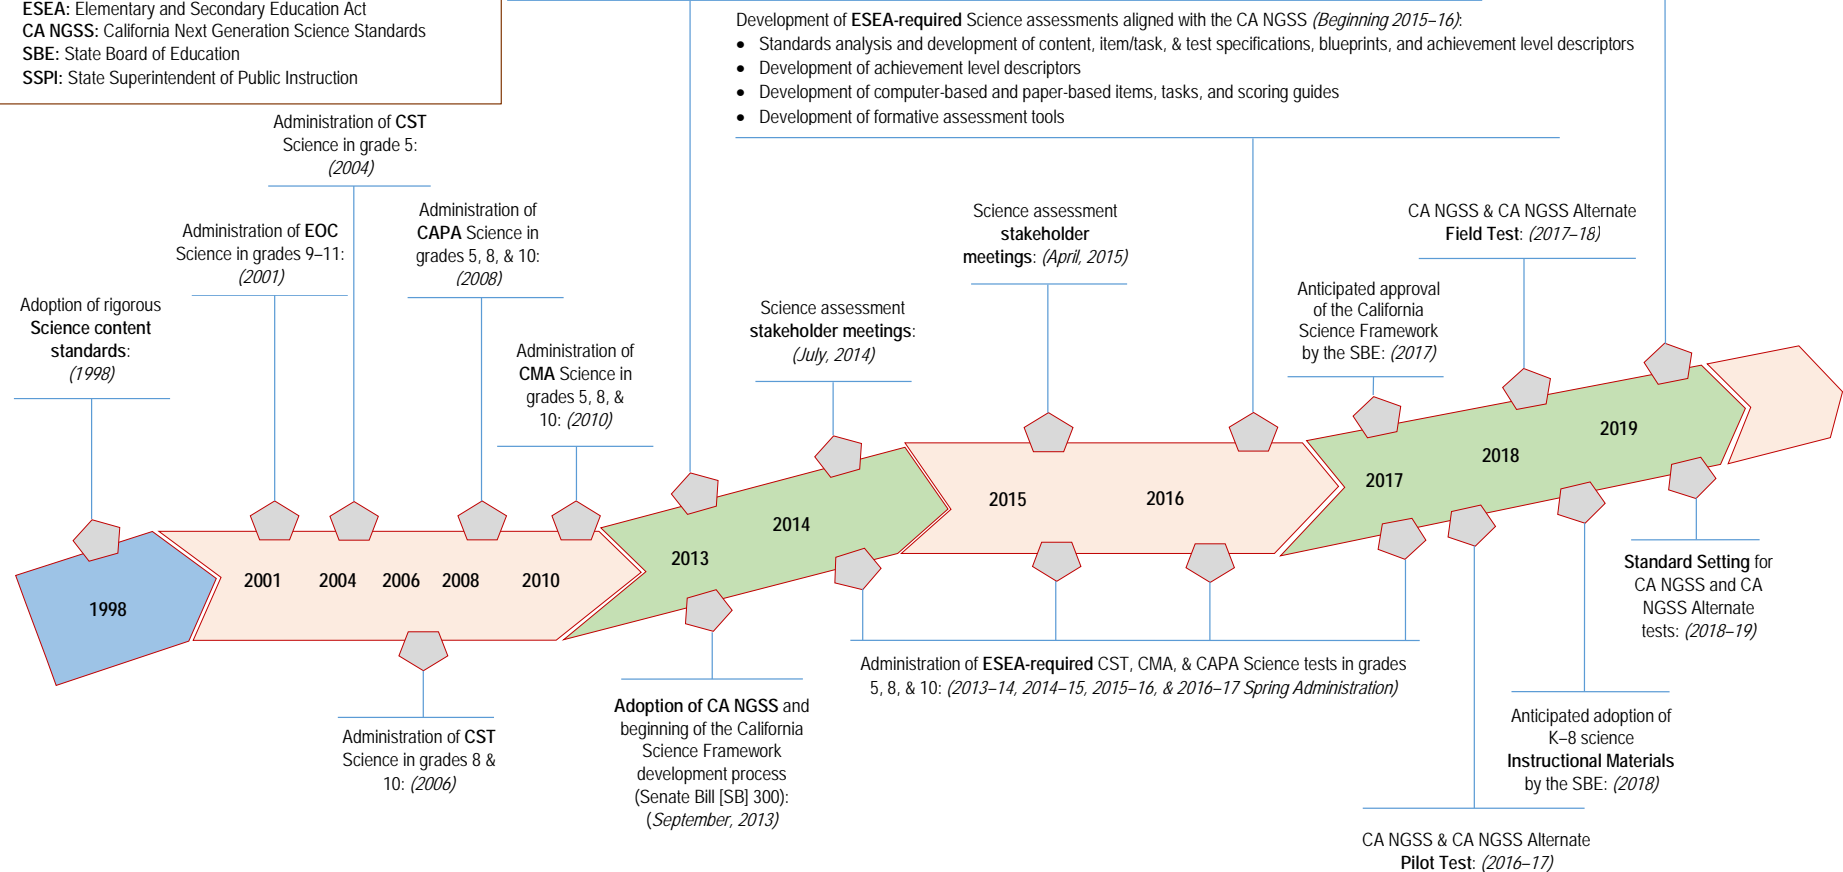 ESEA: Elementary and Secondary Education Act
CA NGSS: California Next Generation Science Standards
SBE: State Board of Education
SSPI: State Superintendent of Public Instruction
Development of ESEA-required Science assessments aligned with the CA NGSS (Beginning 2015–16):
• Standards analysis and development of content, item/task, & test specifications, blueprints, and achievement level descriptors
• Development of achievement level descriptors
• Development of computer-based and paper-based items, tasks, and scoring guides
• Development of formative assessment tools
Adoption of rigorous
Science content
standards:
(1998)
Administration of EOC
Science in grades 9–11:
(2001)
Administration of CST
Science in grade 5:
(2004)
Administration of
CAPA Science in
grades 5, 8, & 10:
(2008)
Administration of
CMA Science in
grades 5, 8, &
10: (2010)
Science assessment
stakeholder meetings:
(July, 2014)
Science assessment
stakeholder
meetings: (April, 2015)
Anticipated approval
of the California
Science Framework
by the SBE: (2017)
CA NGSS & CA NGSS Alternate
Field Test: (2017–18)
1998
2001
2004
2006
2008
2010
2013
2014
2015
2016
2017
2018
2019
Administration of CST
Science in grades 8 &
10: (2006)
Adoption of CA NGSS and
beginning of the California
Science Framework
development process
(Senate Bill [SB] 300):
(September, 2013)
Administration of ESEA-required CST, CMA, & CAPA Science tests in grades
5, 8, & 10: (2013–14, 2014–15, 2015–16, & 2016–17 Spring Administration)
CA NGSS & CA NGSS Alternate
Pilot Test: (2016–17)
Anticipated adoption of
K–8 science
Instructional Materials
by the SBE: (2018)
Standard Setting for
CA NGSS and CA
NGSS Alternate
tests: (2018–19)